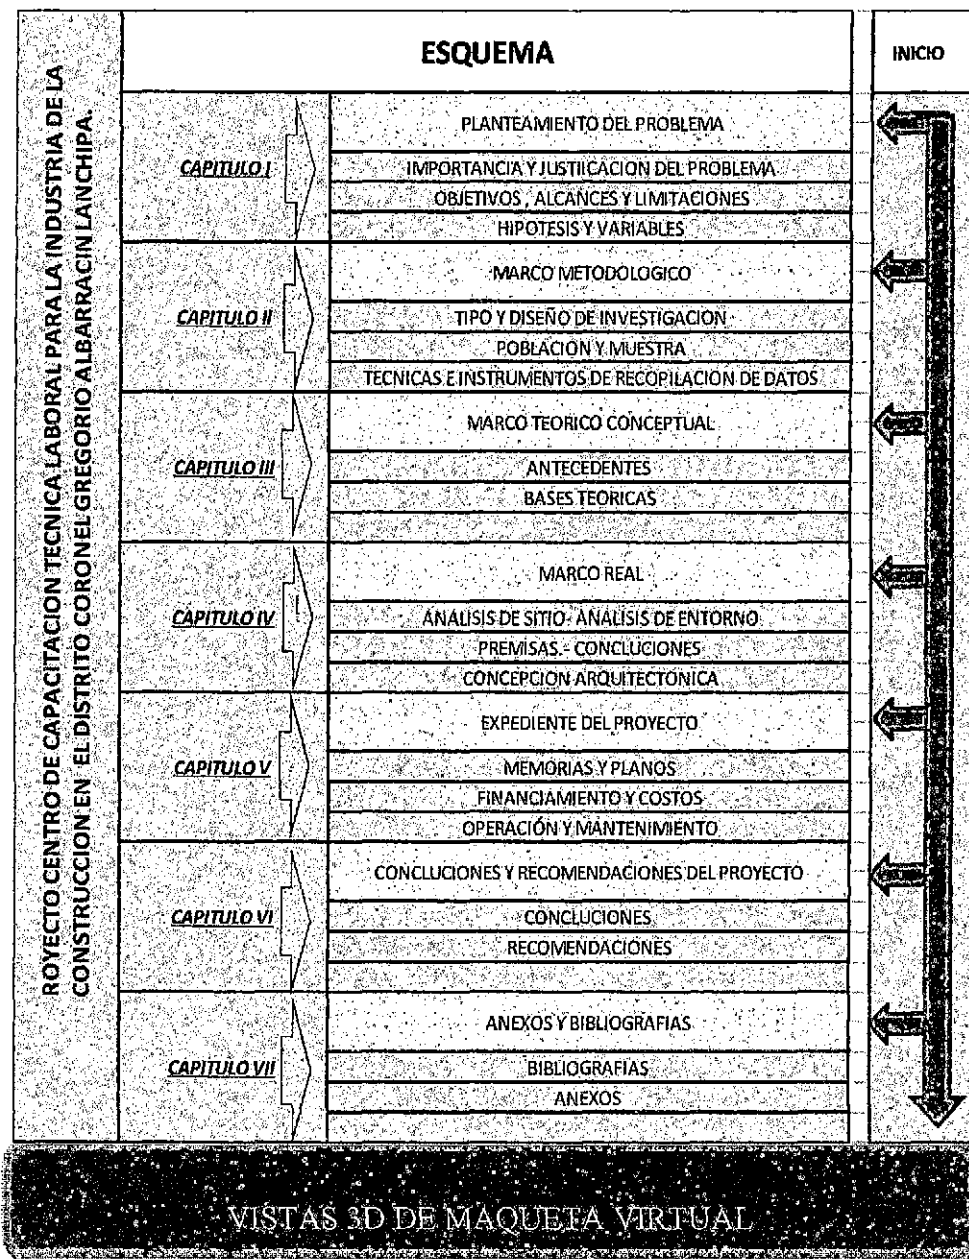 ROYECTO CENTRO DE CAPACITACION TECNICA LABORAL PARA LA INDUSTRIA DE LA
CONSTRUCCION EN EL DISTRITO CORONEL GREGORIO ALBARRACIN LANCHIPA.
ESQUEMA
INICIO
CAPITULO I
PLANTEAMIENTO DEL PROBLEMA
IMPORTANCIA Y JUSTIICACION DEL PROBLEMA
OBJETIVOS , ALCANCES Y LIMITACIONES
HIPOTESIS Y VARIABLES
CAPITULO II
MARCO METODOLOGICO
TIPO Y DISEÑO DE INVESTIGACION
POBLACION Y MUESTRA
TECNICAS E INSTRUMENTOS DE RECOPILACION DE DATOS
CAPITULO III
MARCO TEORICO CONCEPTUAL
ANTECEDENTES
BASES TEORICAS
CAPITULO IV
MARCO REAL
ANALISIS DE SITIO- ANALISIS DE ENTORNO
PREMISAS.- CONCLUCIONES
CONCEPCION ARQUITECTONICA
CAPITULO V
EXPEDIENTE DEL PROYECTO
MEMORIAS Y PLANOS
FINANCIAMIENTO Y COSTOS
OPERACIÓN Y MANTENIMIENTO
CAPITULO VI
CONCLUCIONES Y RECOMENDACIONES DEL PROYECTO
CONCLUCIONES
RECOMENDACIONES
CAPITULO VII
ANEXOS Y BIBLIOGRAFIAS
BIBLIOGRAFIAS
ANEXOS
VISTAS 3D DE MAQUETA VIRTUAL